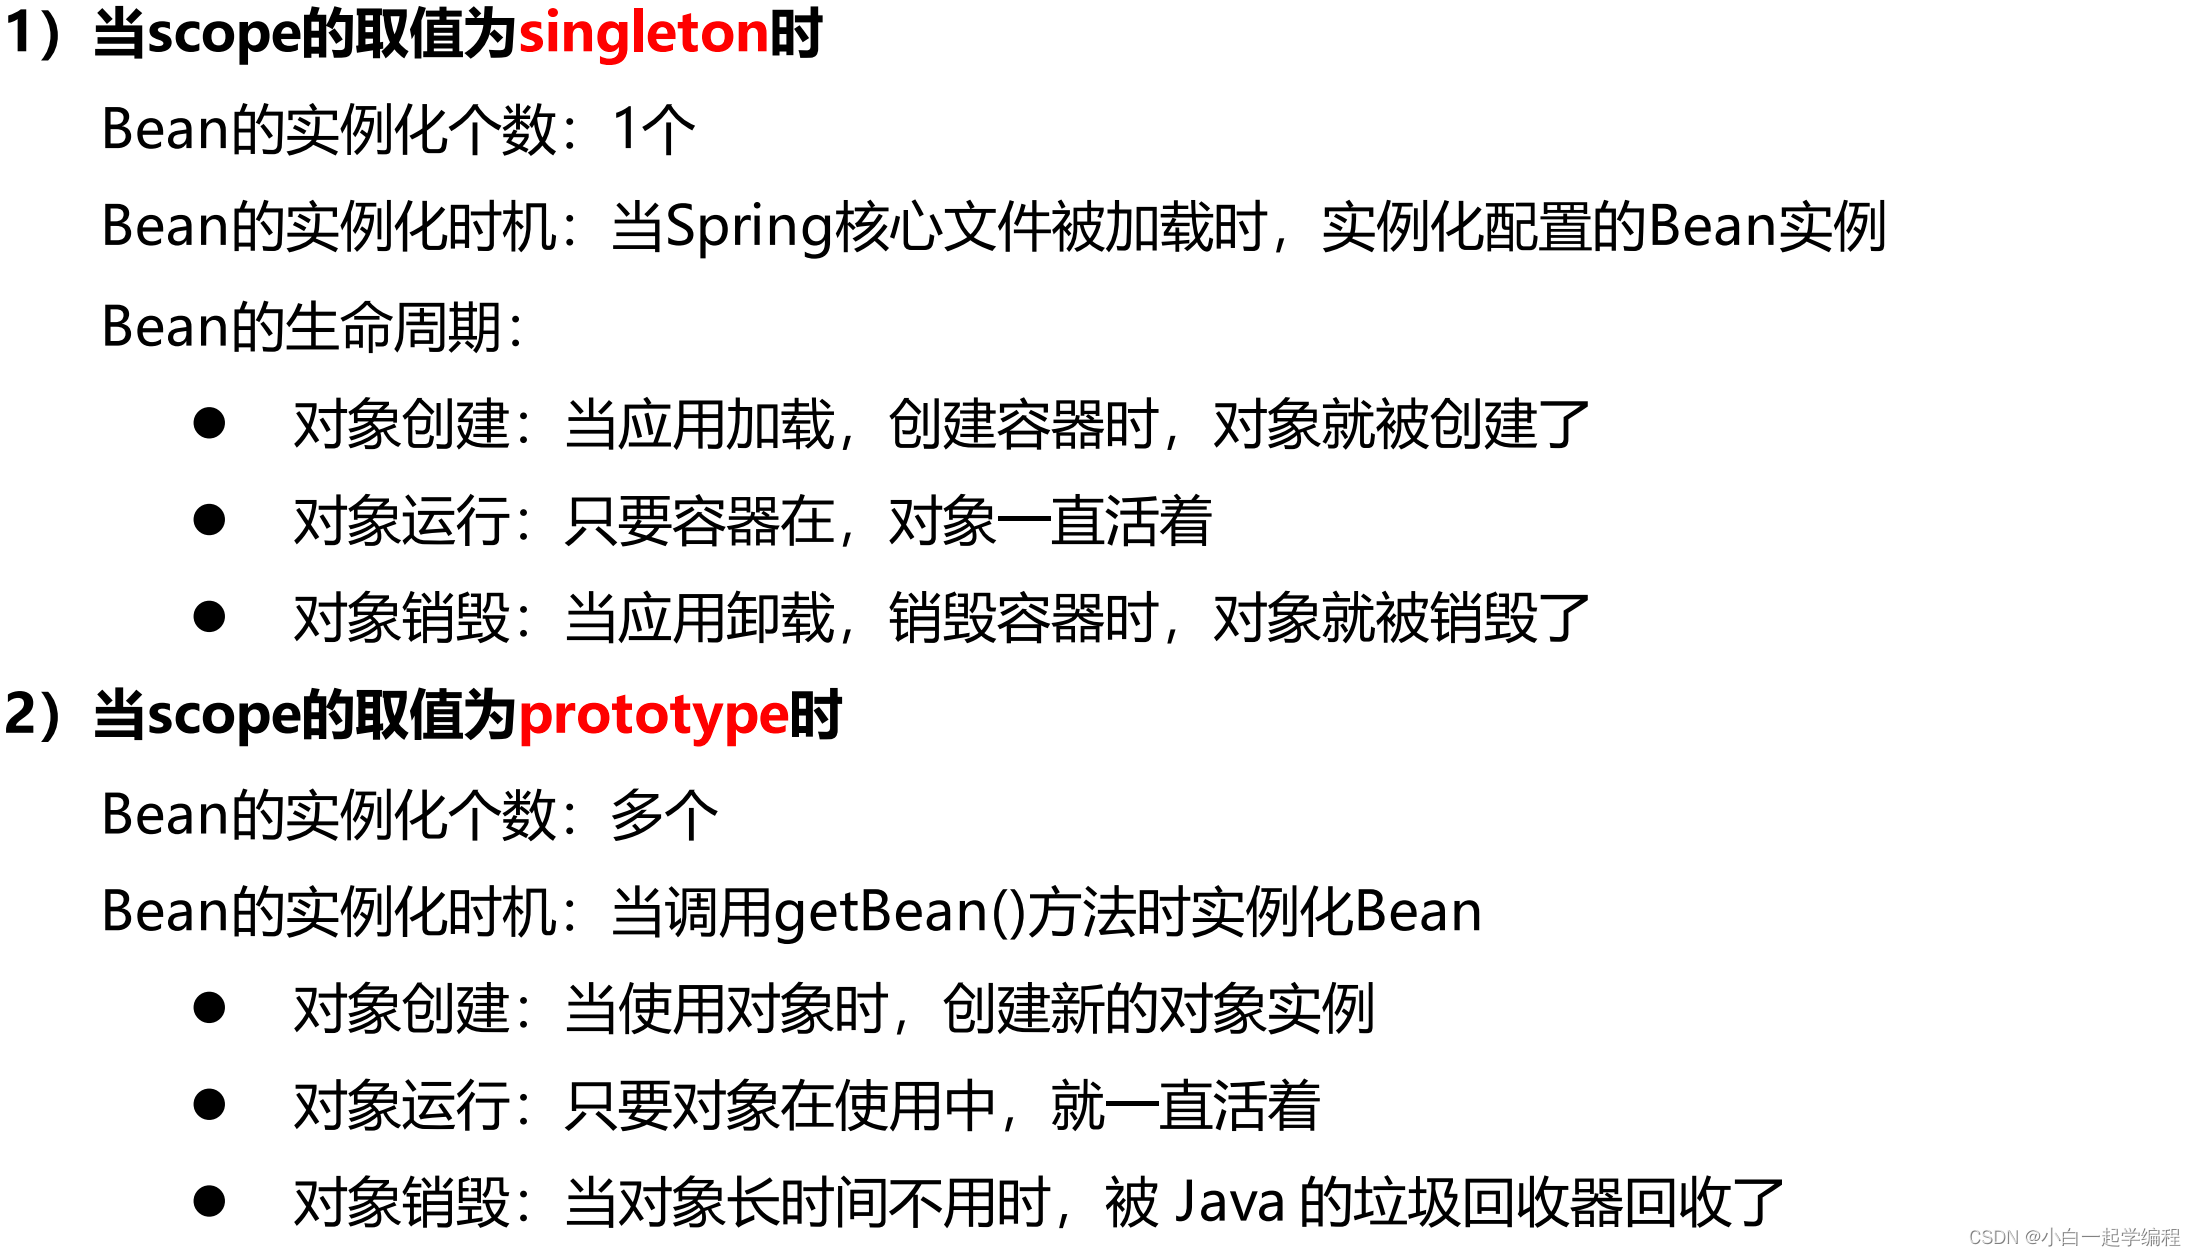 1）当scope的取值为singleton时
Bean的实例化个数：1个
Bean的实例化时机：当Spring核心文件被加载时，实例化配置的Bean实例
Bean的生命周期：
● 对象创建：当应用加载，创建容器时，对象就被创建了
● 对象运行：只要容器在，对象一直活着
● 对象销毁：当应用卸载，销毁容器时，对象就被销毁了
2）当scope的取值为prototype时
Bean的实例化个数：多个
Bean的实例化时机：当调用getBean()方法时实例化Bean
● 对象创建：当使用对象时，创建新的对象实例
● 对象运行：只要对象在使用中，就一直活着
● 对象销毁：当对象长时间不用时，被 Java 的垃圾回收器回收了
CSDN @小白一起学编程